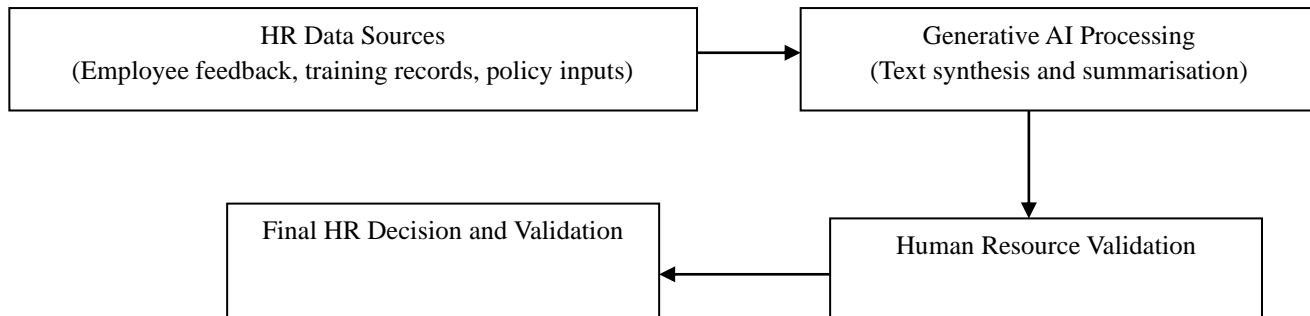 HR Data Sources
(Employee feedback, training records, policy inputs)
Generative AI Processing
(Text synthesis and summarisation)
Human Resource Validation
Final HR Decision and Validation